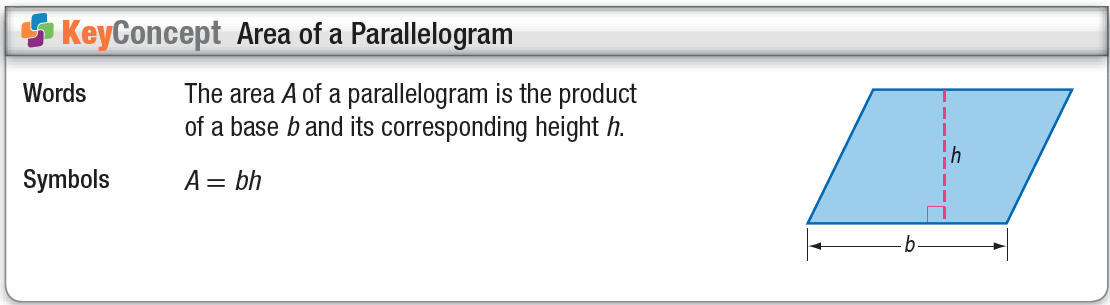 KeyConcept Area of a Parallelogram
Words
The area A of a parallelogram is the product
of a base b and its corresponding height h.
Symbols
A = bh
h
b